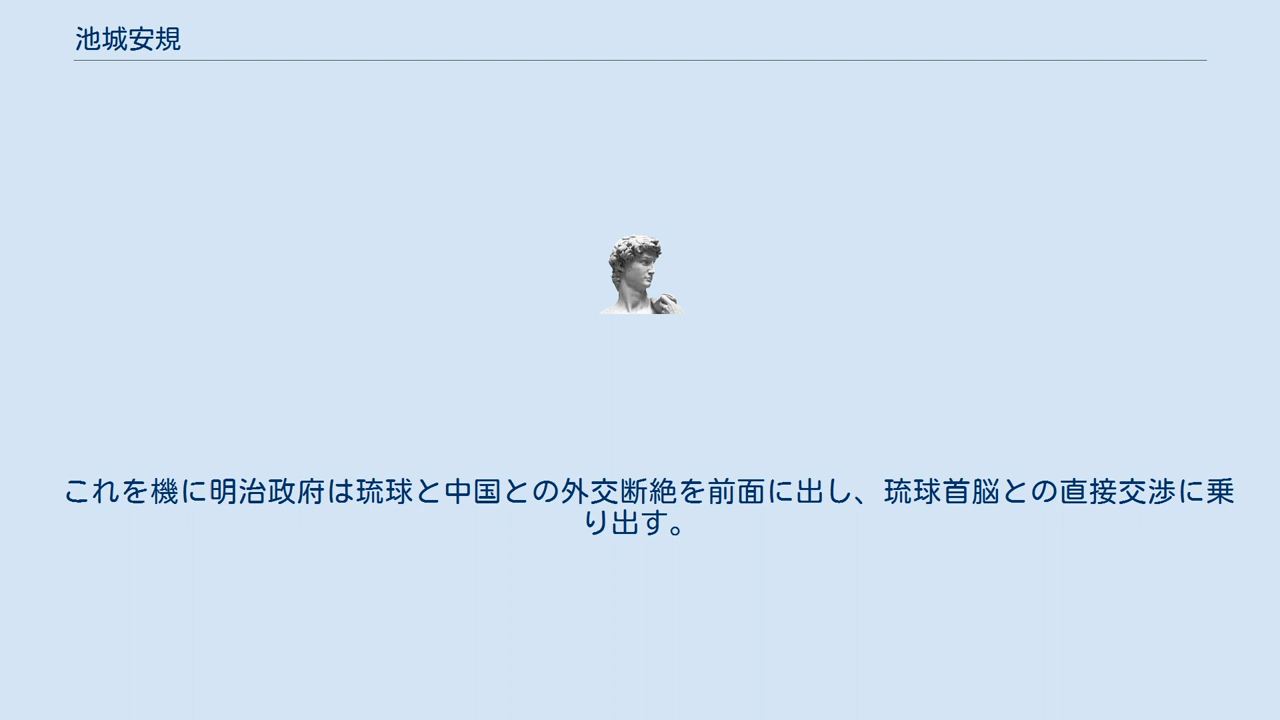 池城安規
これを機に明治政府は琉球と中国との外交断絶を前面に出し、琉球首脳との直接交渉に乗
り出す。